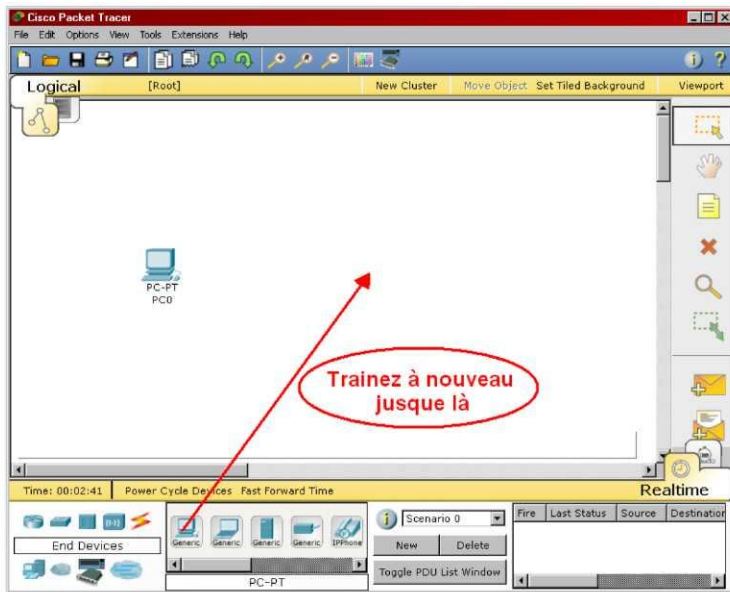 Cisco Packet Tracer
File Edit Options View Tools Extensions Help
Logical [Root] New Cluster Move Object Set Tiled Background Viewport
PC-PT
PC0
Trainez à nouveau
jusque là
Time: 00:02:41 Power Cycle Devices Fast Forward Time Realtime
End Devices
Generic Generic Generic Generic IPPhone
PC-PT
Scenario 0
New Delete
Toggle PDU List Window
Fire Last Status Source Destination